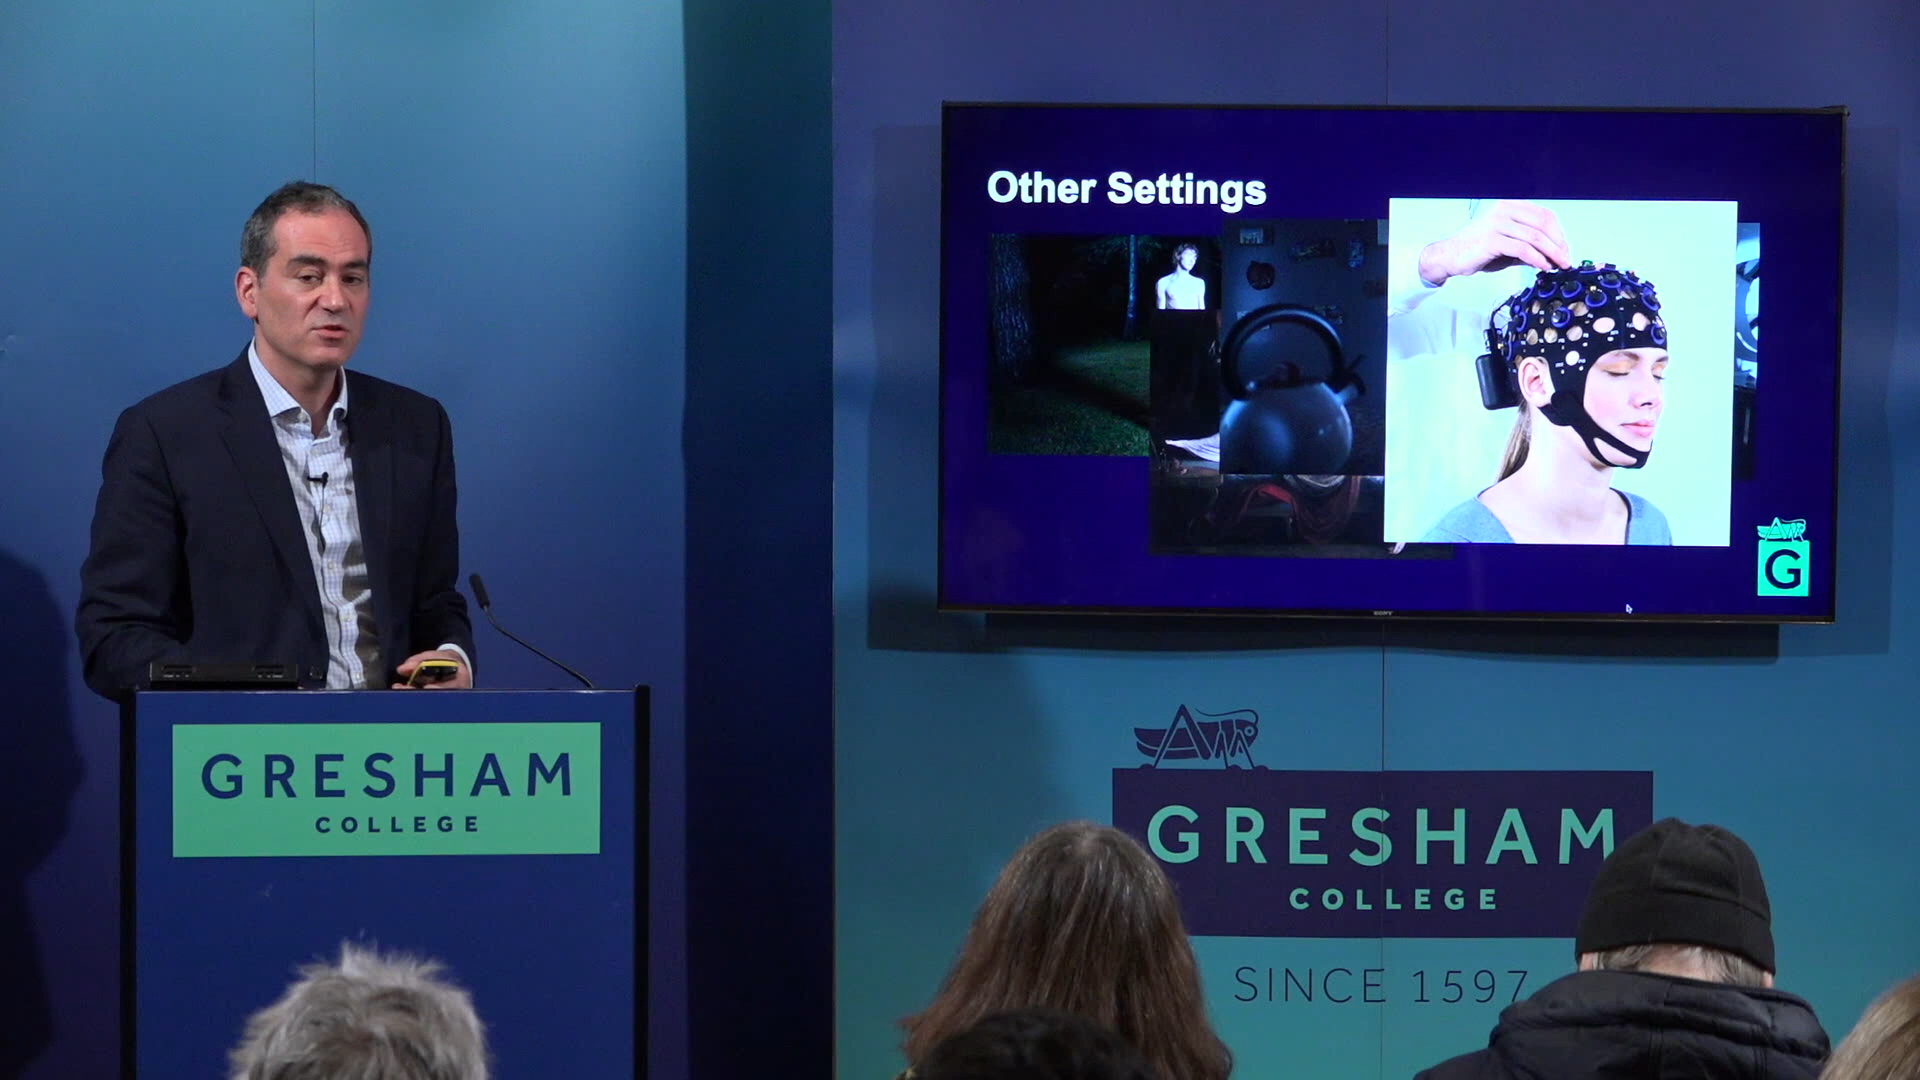 Other Settings
G
SONY
GRESHAM
COLLEGE
GRESHAM
COLLEGE
SINCE 1597